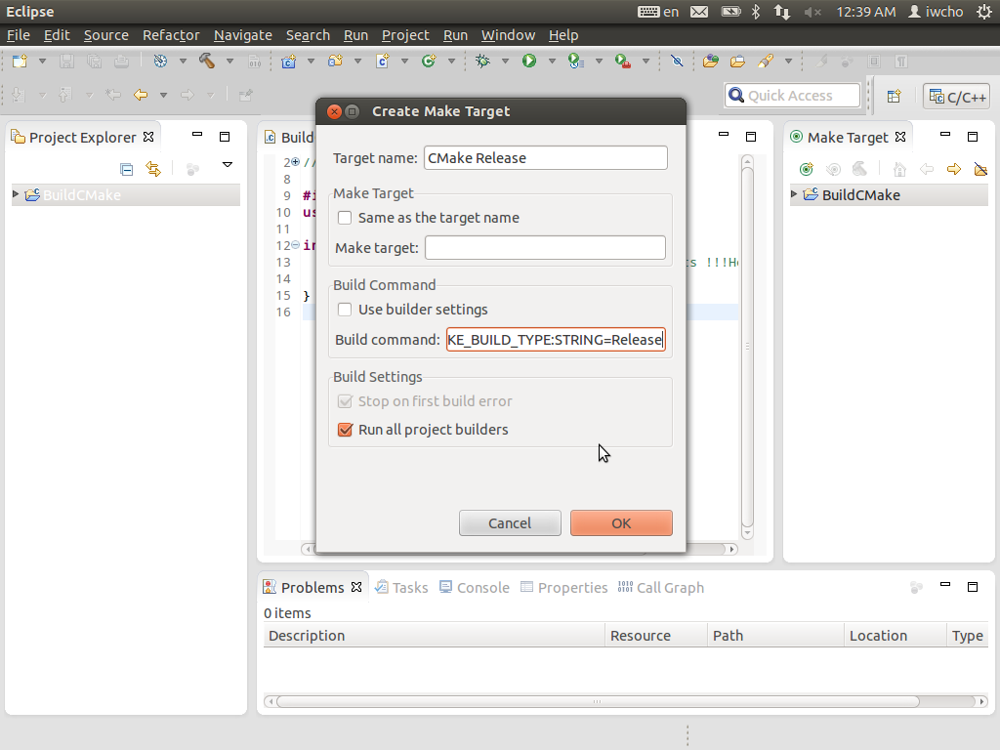 Eclipse
en
12:39 AM
iwcho
File Edit Source Refactor Navigate Search Run Project Run Window Help
Quick Access
C/C++
Project Explorer
BuildCMake
Build
2 //
8
9 #i
10 us
11
12 in
13 cs !!!He
14
15 }
16
Create Make Target
Target name: CMake Release
Make Target
Same as the target name
Make target:
Build Command
Use builder settings
Build command: KE_BUILD_TYPE:STRING=Release
Build Settings
Stop on first build error
Run all project builders
Cancel OK
Make Target
BuildCMake
Problems Tasks Console Properties Call Graph
0 items
Description Resource Path Location Type